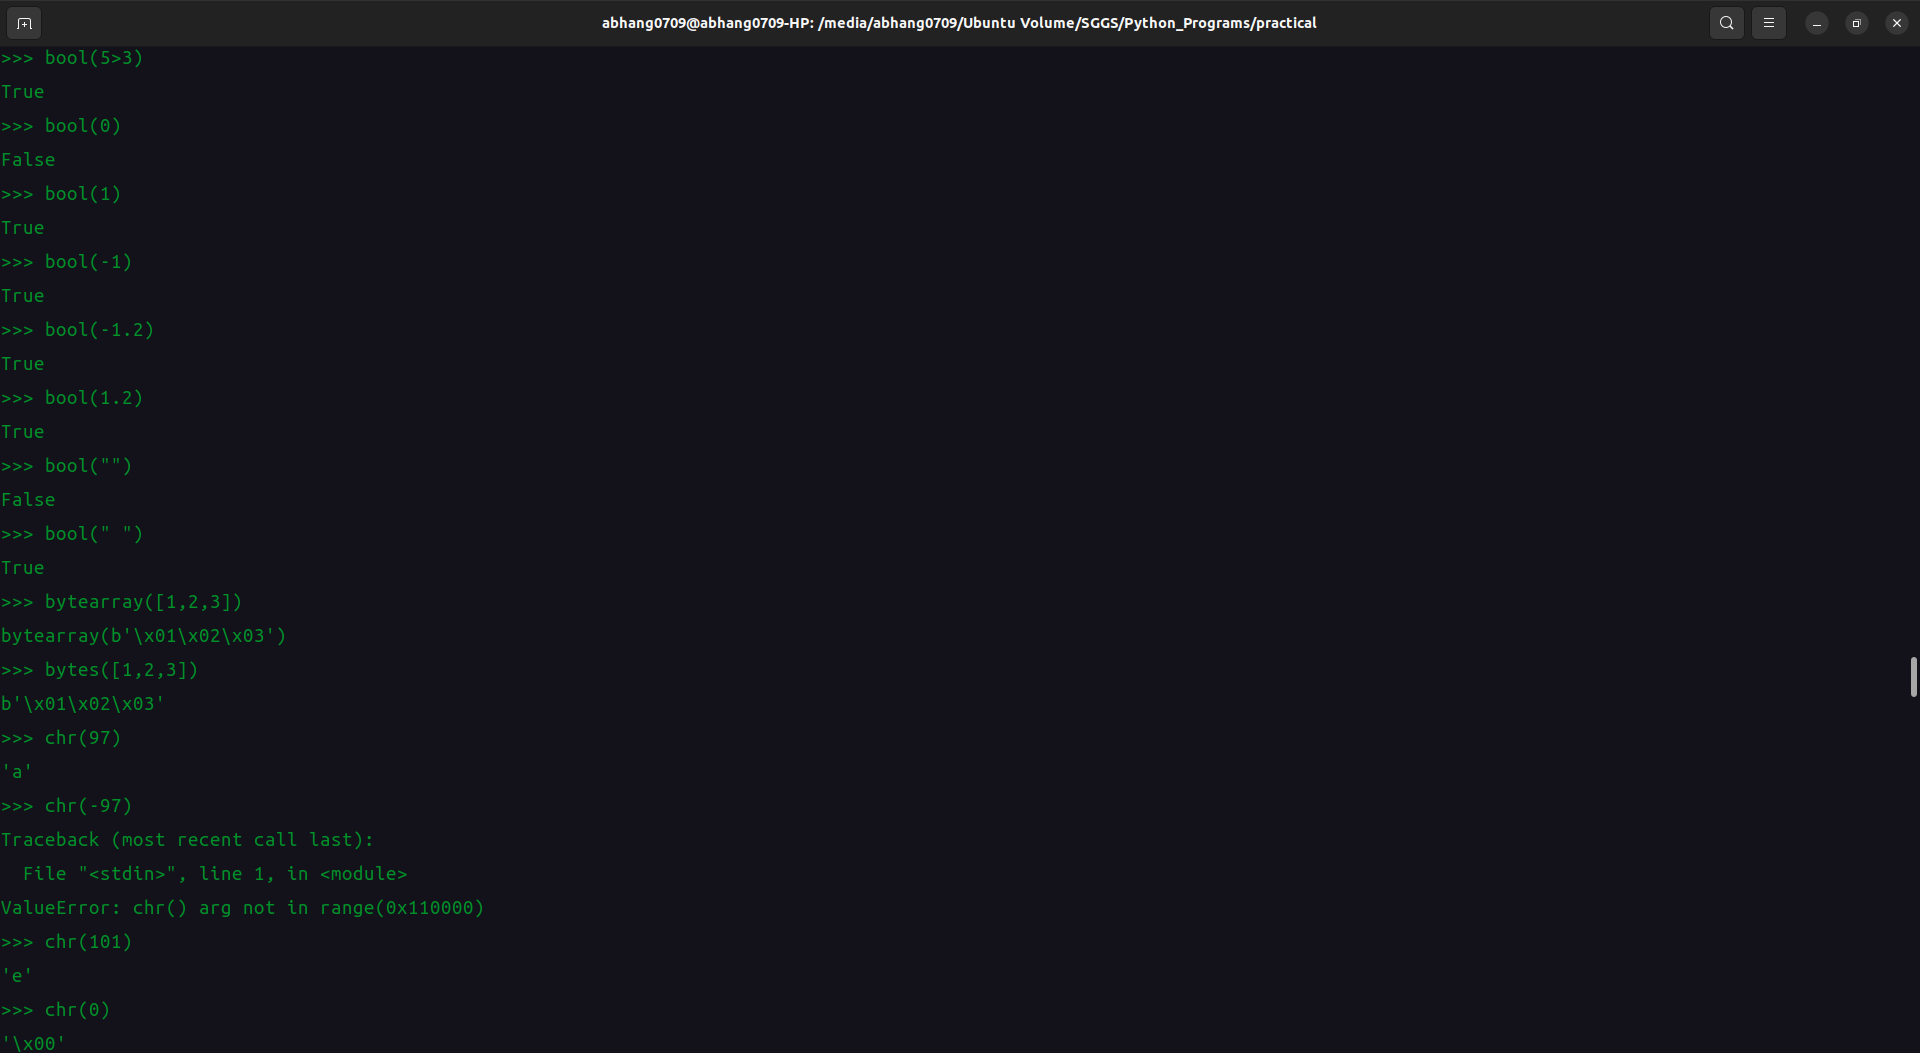 abhang0709@abhang0709-HP: /media/abhang0709/Ubuntu Volume/SGGS/Python_Programs/practical
>>> bool(5>3)
True
>>> bool(0)
False
>>> bool(1)
True
>>> bool(-1)
True
>>> bool(-1.2)
True
>>> bool(1.2)
True
>>> bool("")
False
>>> bool(" ")
True
>>> bytearray([1,2,3])
bytearray(b'\x01\x02\x03')
>>> bytes([1,2,3])
b'\x01\x02\x03'
>>> chr(97)
'a'
>>> chr(-97)
Traceback (most recent call last):
  File "<stdin>", line 1, in <module>
ValueError: chr() arg not in range(0x110000)
>>> chr(101)
'e'
>>> chr(0)
'\x00'